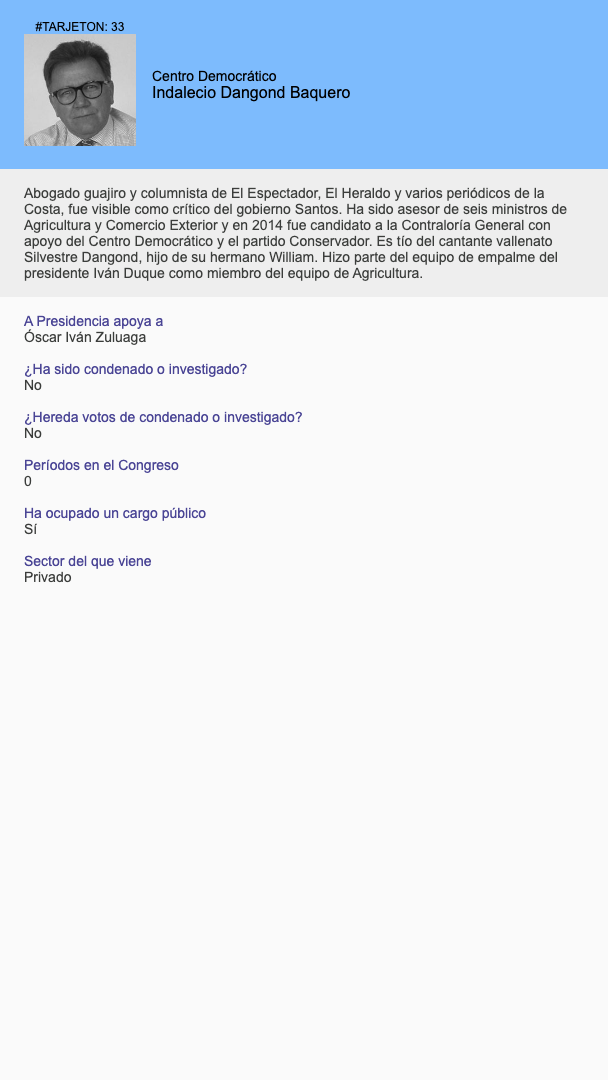 #TARJETON: 33
Centro Democrático
Indalecio Dangond Baquero
Abogado guajiro y columnista de El Espectador, El Heraldo y varios periódicos de la
Costa, fue visible como crítico del gobierno Santos. Ha sido asesor de seis ministros de
Agricultura y Comercio Exterior y en 2014 fue candidato a la Contraloría General con
apoyo del Centro Democrático y el partido Conservador. Es tío del cantante vallenato
Silvestre Dangond, hijo de su hermano William. Hizo parte del equipo de empalme del
presidente Iván Duque como miembro del equipo de Agricultura.
A Presidencia apoya a
Óscar Iván Zuluaga
¿Ha sido condenado o investigado?
No
¿Hereda votos de condenado o investigado?
No
Períodos en el Congreso
0
Ha ocupado un cargo público
Sí
Sector del que viene
Privado